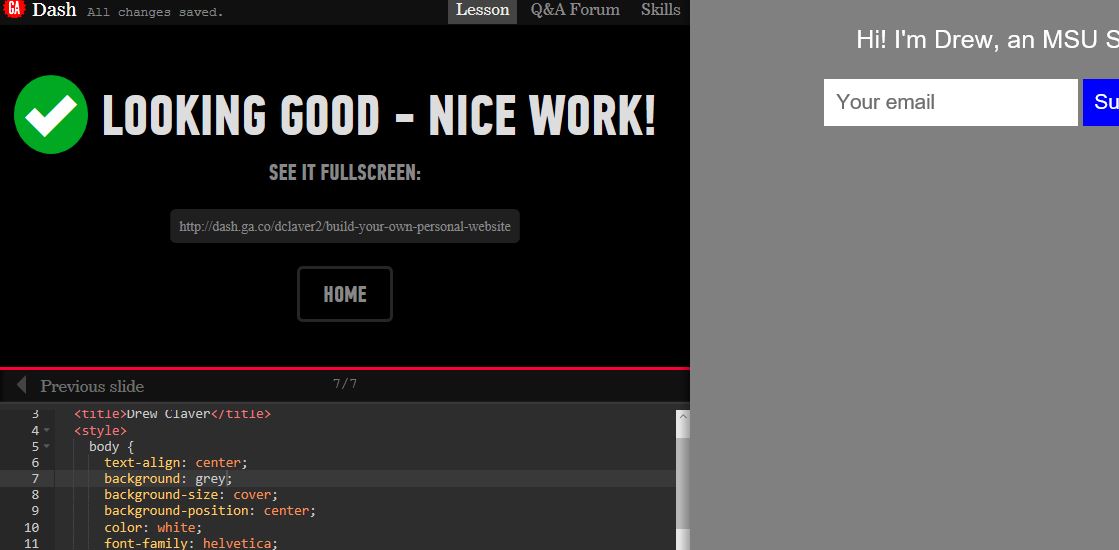 GA Dash All changes saved. Lesson Q&A Forum Skills
LOOKING GOOD - NICE WORK!
SEE IT FULLSCREEN:
http://dash.ga.co/dclaver2/build-your-own-personal-website
HOME
Previous slide 7/7
3 <title>Drew Claver</title>
4 <style>
5 body {
6 text-align: center;
7 background: grey;
8 background-size: cover;
9 background-position: center;
10 color: white;
11 font-family: helvetica;
Hi! I'm Drew, an MSU S
Your email Su